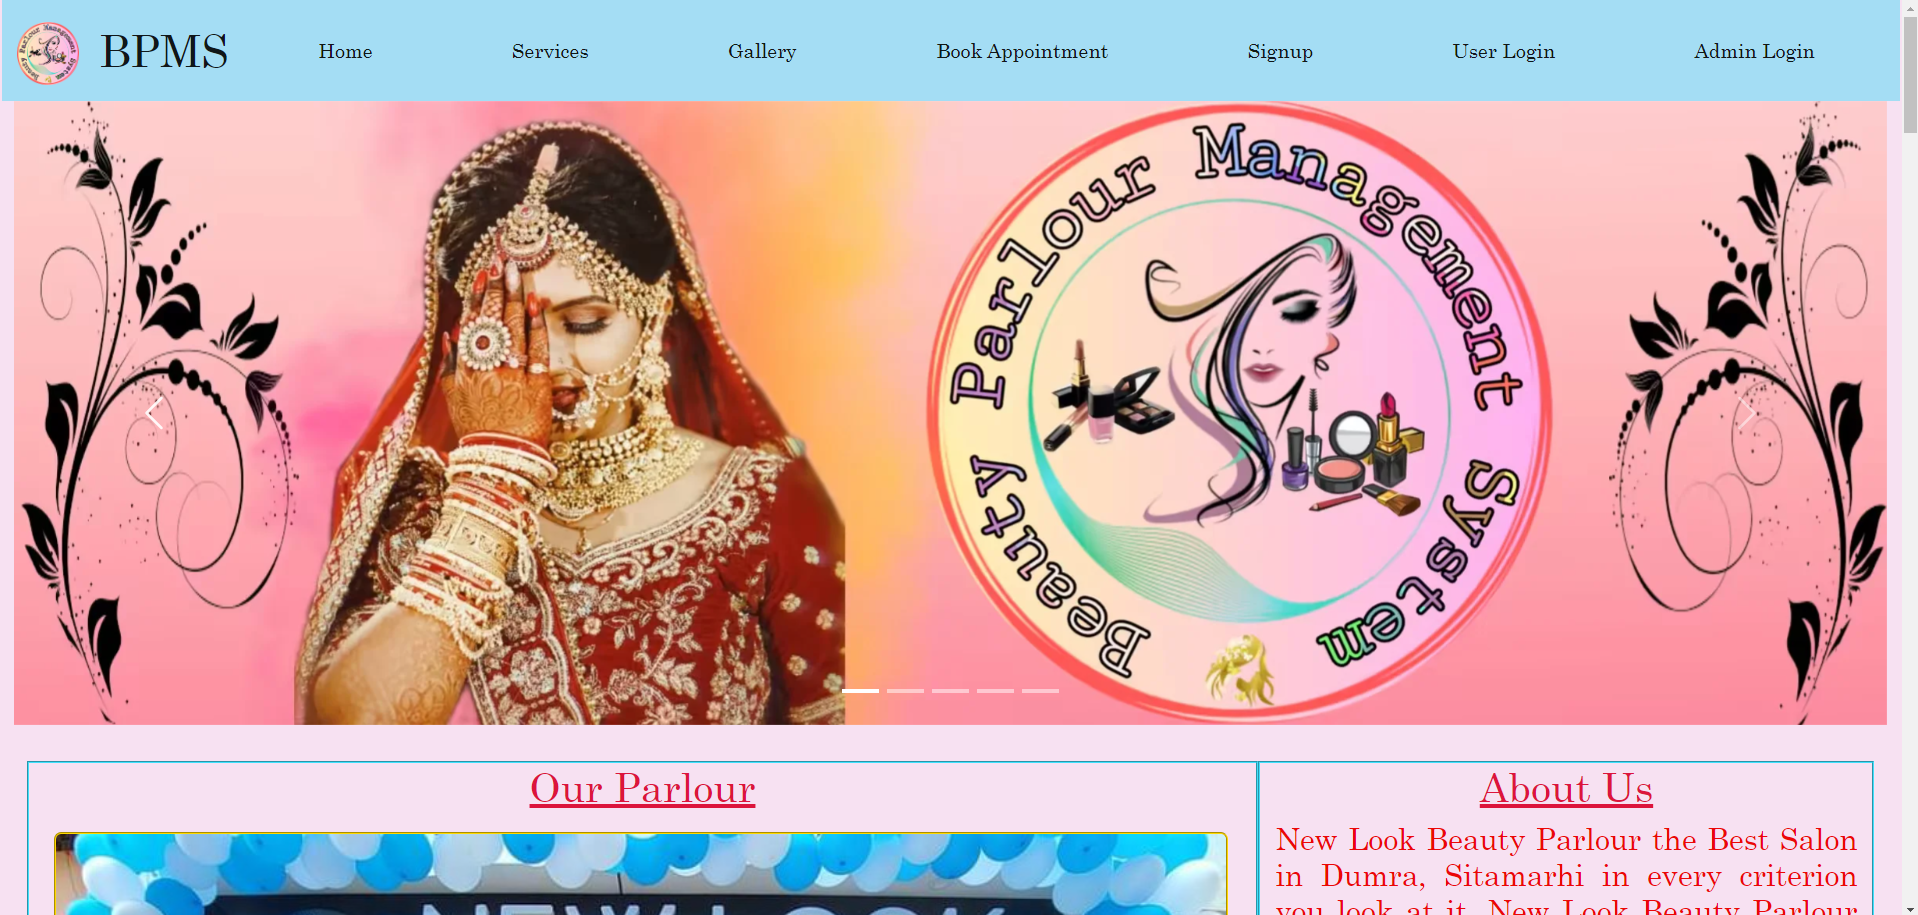 BPMS
Home
Services
Gallery
Book Appointment
Signup
User Login
Admin Login
Beauty Parlour Management System
Our Parlour
About Us
New Look Beauty Parlour the Best Salon
in Dumra, Sitamarhi in every criterion
you look at it. New Look Beauty Parlour
NEW LOOK